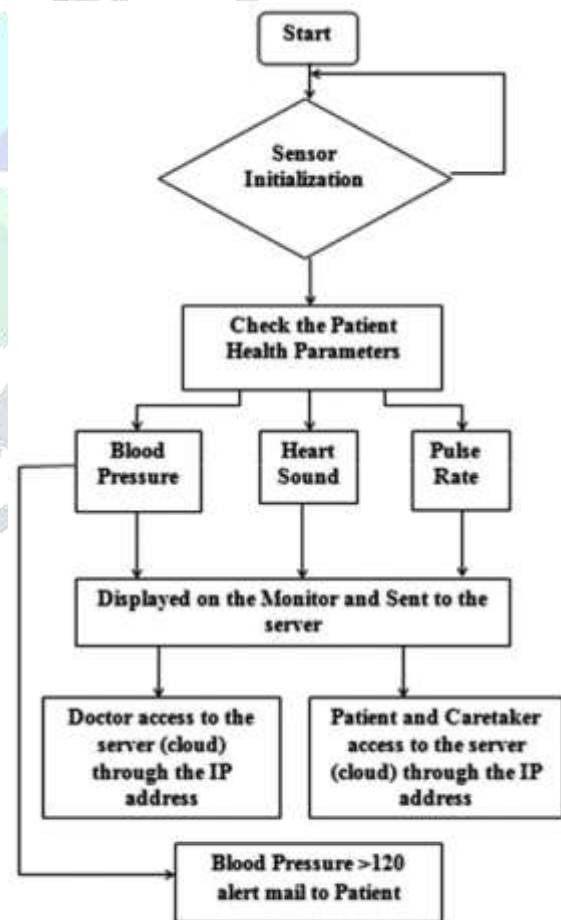 Start
Sensor
Initialization
Check the Patient
Health Parameters
Blood
Pressure
Heart
Sound
Pulse
Rate
Displayed on the Monitor and Sent to the
server
Doctor access to the
server (cloud)
through the IP
address
Patient and Caretaker
access to the server
(cloud) through the IP
address
Blood Pressure >120
alert mail to Patient